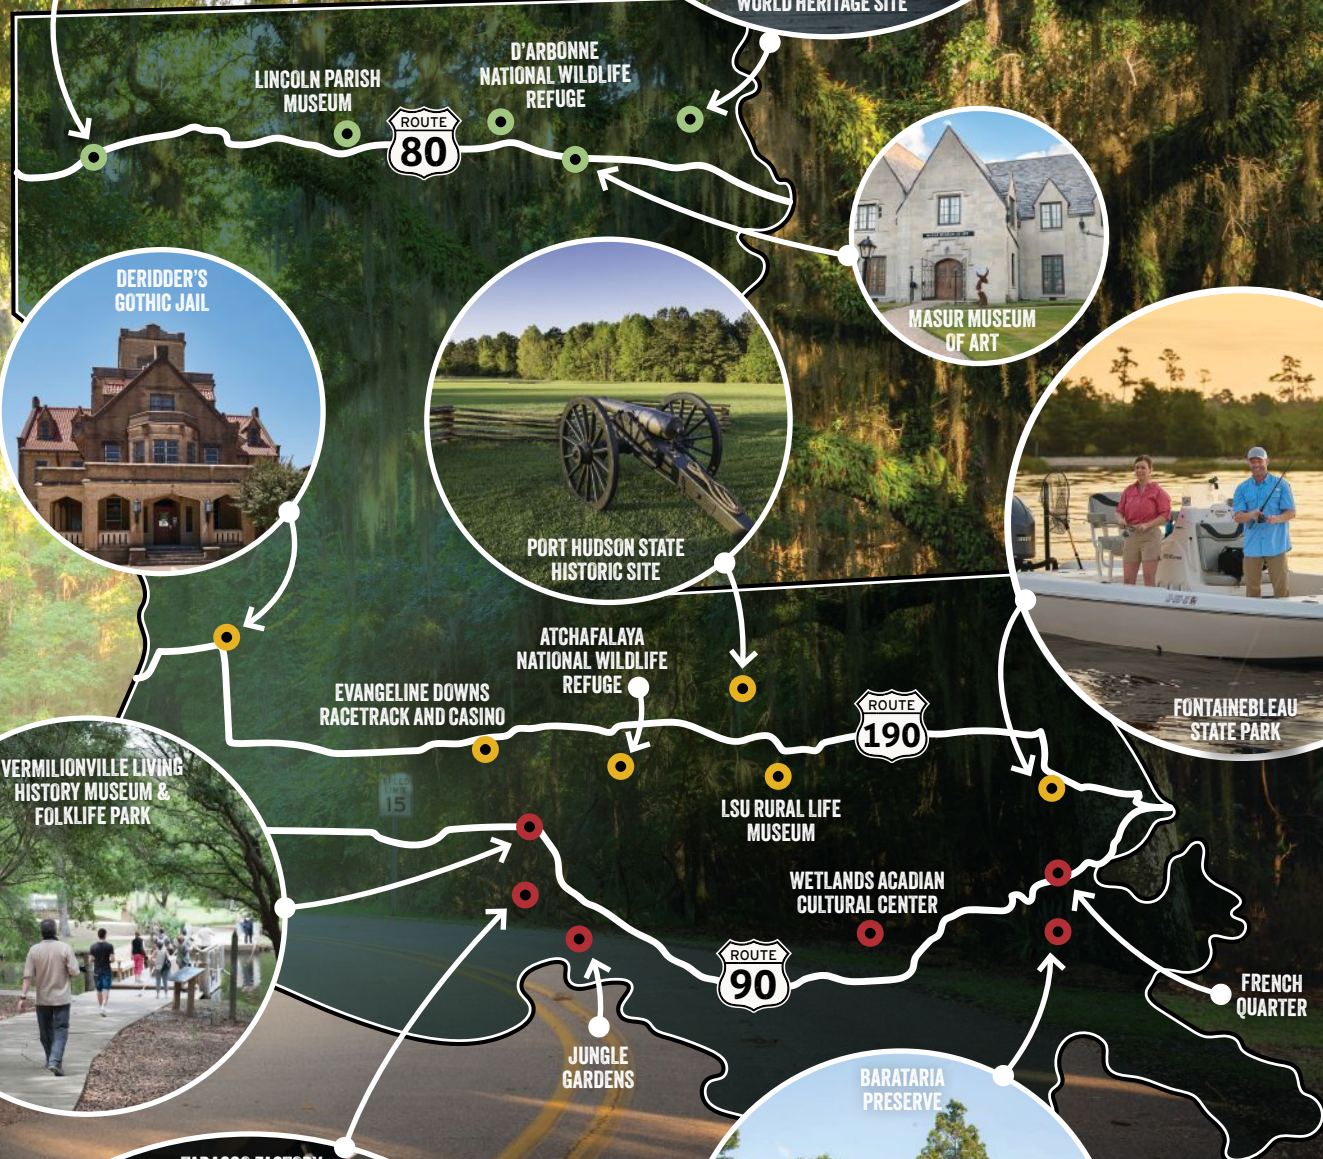 WORLD HERITAGE SITE
D'ARBONNE
NATIONAL WILDLIFE
REFUGE
LINCOLN PARISH
MUSEUM
ROUTE
80
MASUR MUSEUM
OF ART
DERIDDER'S
GOTHIC JAIL
PORT HUDSON STATE
HISTORIC SITE
FONTAINEBLEAU
STATE PARK
ATCHAFALAYA
NATIONAL WILDLIFE
REFUGE
EVANGELINE DOWNS
RACETRACK AND CASINO
ROUTE
190
VERMILIONVILLE LIVING
HISTORY MUSEUM &
FOLKLIFE PARK
15
LSU RURAL LIFE
MUSEUM
WETLANDS ACADIAN
CULTURAL CENTER
ROUTE
90
FRENCH
QUARTER
JUNGLE
GARDENS
BARATARIA
PRESERVE
TABASCO FACTORY